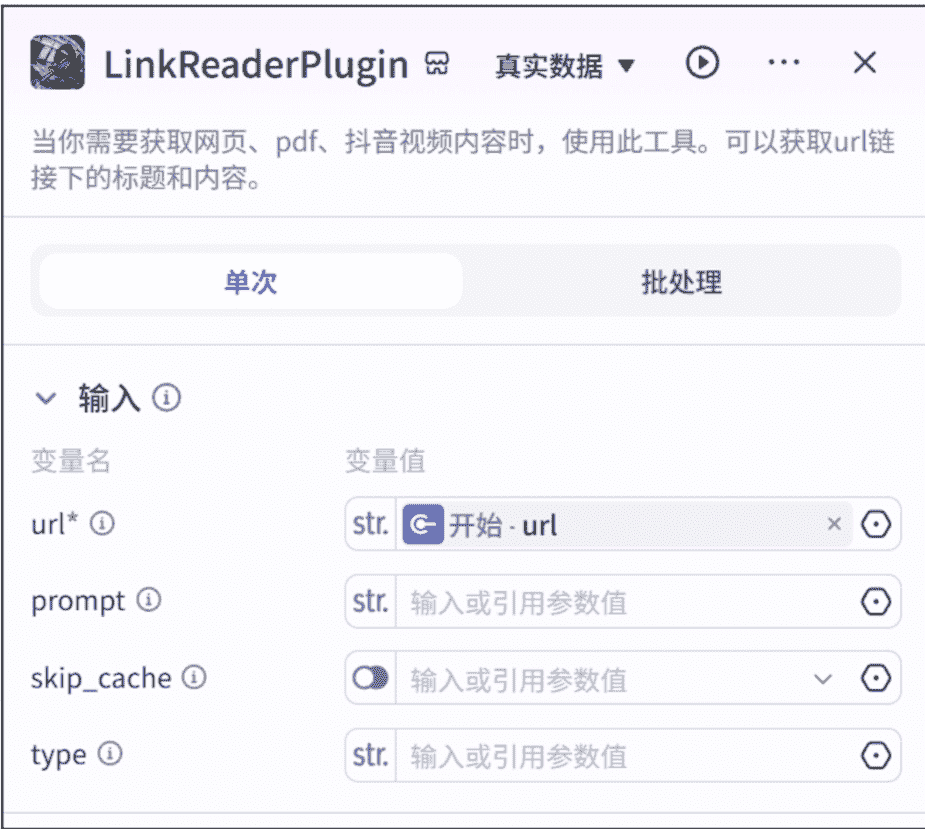 LinkReaderPlugin 真实数据
当你需要获取网页、pdf、抖音视频内容时，使用此工具。可以获取url链
接下的标题和内容。
单次 批处理
输入
变量名 变量值
url* str. 开始 - url
prompt str. 输入或引用参数值
skip_cache 输入或引用参数值
type str. 输入或引用参数值